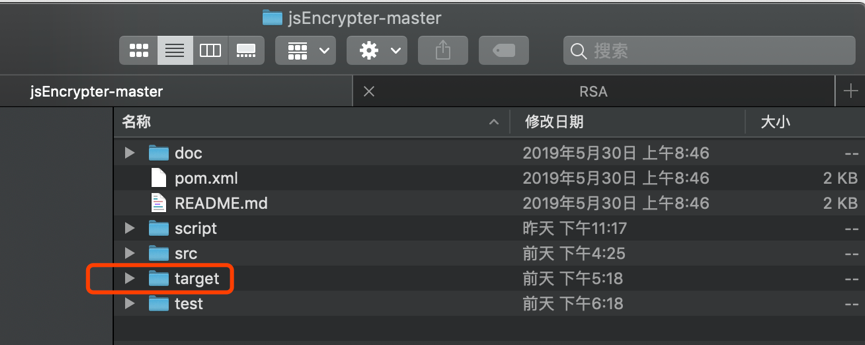 jsEncrypter-master
搜索
jsEncrypter-master
RSA
名称 修改日期 大小
doc 2019年5月30日 上午8:46 --
pom.xml 2019年5月30日 上午8:46 2 KB
README.md 2019年5月30日 上午8:46 2 KB
script 昨天 下午11:17 --
src 前天 下午4:25 --
target 前天 下午5:18 --
test 前天 下午6:18 --